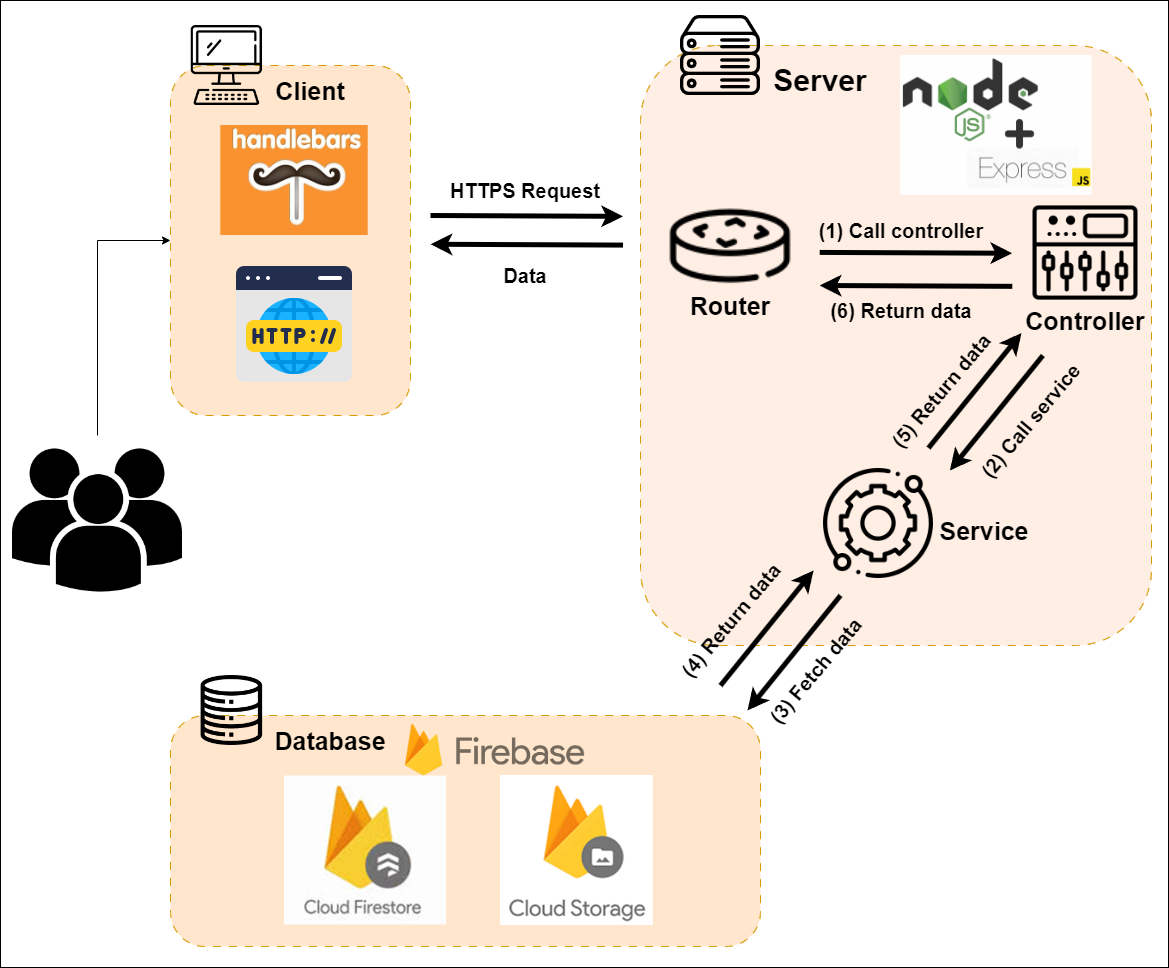 Client
handlebars
HTTP://
HTTPS Request
Data
Server
node
JS
+
Express
JS
Router
(1) Call controller
(6) Return data
Controller
(5) Return data
(2) Call service
Service
(4) Return data
(3) Fetch data
Database
Firebase
Cloud Firestore
Cloud Storage